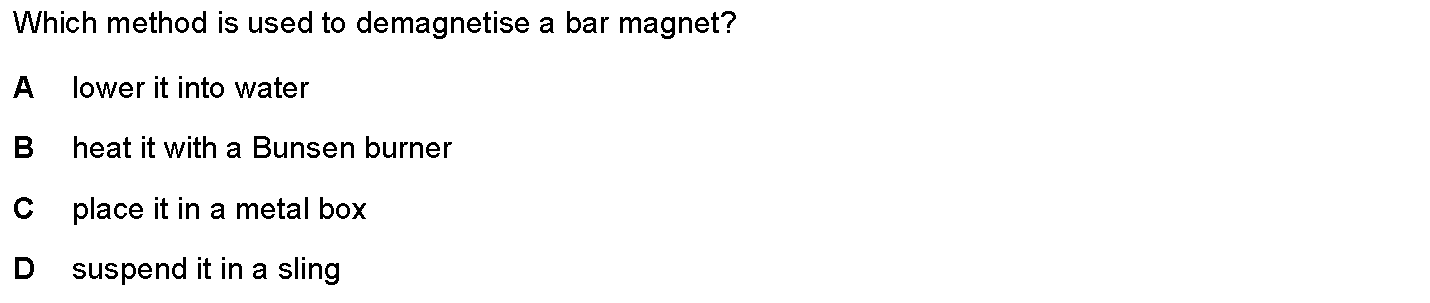 Which method is used to demagnetise a bar magnet?
A lower it into water
B heat it with a Bunsen burner
C place it in a metal box
D suspend it in a sling